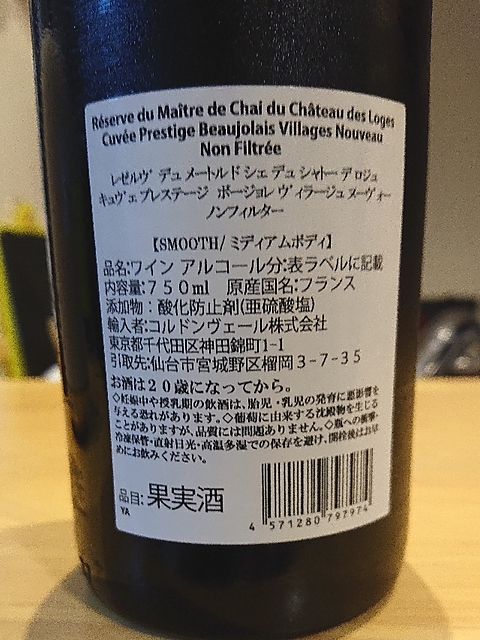 Réserve du Maître de Chai du Château des Loges
Cuvée Prestige Beaujolais Villages Nouveau
Non Filtrée
レゼルヴ デュ メートルド シェ デュ シャトー デ ロジュ
キュヴェ プレステージ ボージョレ ヴィラージュ ヌーヴォー
ノンフィルター
【SMOOTH/ミディアムボディ】
品名:ワイン アルコール分:表ラベルに記載
内容量:750ml 原産国名:フランス
添加物:酸化防止剤(亜硫酸塩)
輸入者:コルドンヴェール株式会社
東京都千代田区神田錦町1-1
引取先:仙台市宮城野区榴岡3-7-35
お酒は20歳になってから。
◇妊娠中や授乳期の飲酒は、胎児・乳児の発育に悪影響を
与える恐れがあります。◇葡萄に由来する沈殿物を生じる
ことがありますが、品質には問題ありません。◇瓶への衝撃・
冷凍保管・直射日光・高温多湿での保存を避け、開栓後はお早
めにお飲みください。
品目:果実酒
YA
4 571280 797974